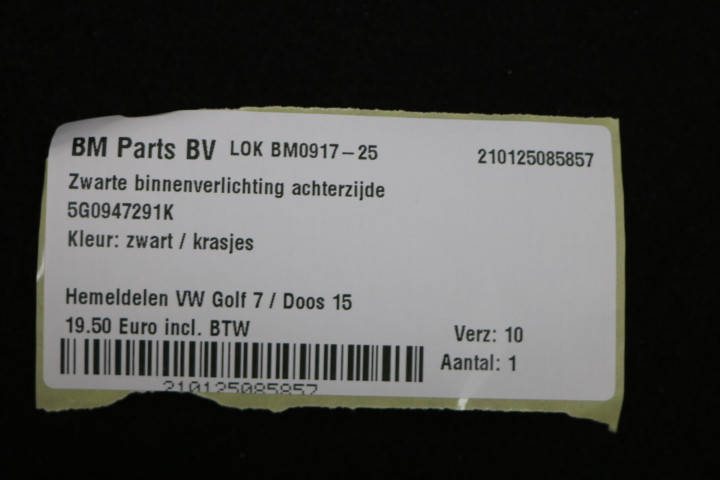 BM Parts BV LOK BM0917-25 210125085857
Zwarte binnenverlichting achterzijde
5G0947291K
Kleur: zwart / krasjes
Hemeldelen VW Golf 7 / Doos 15
19.50 Euro incl. BTW
Verz: 10
Aantal: 1
210125085857